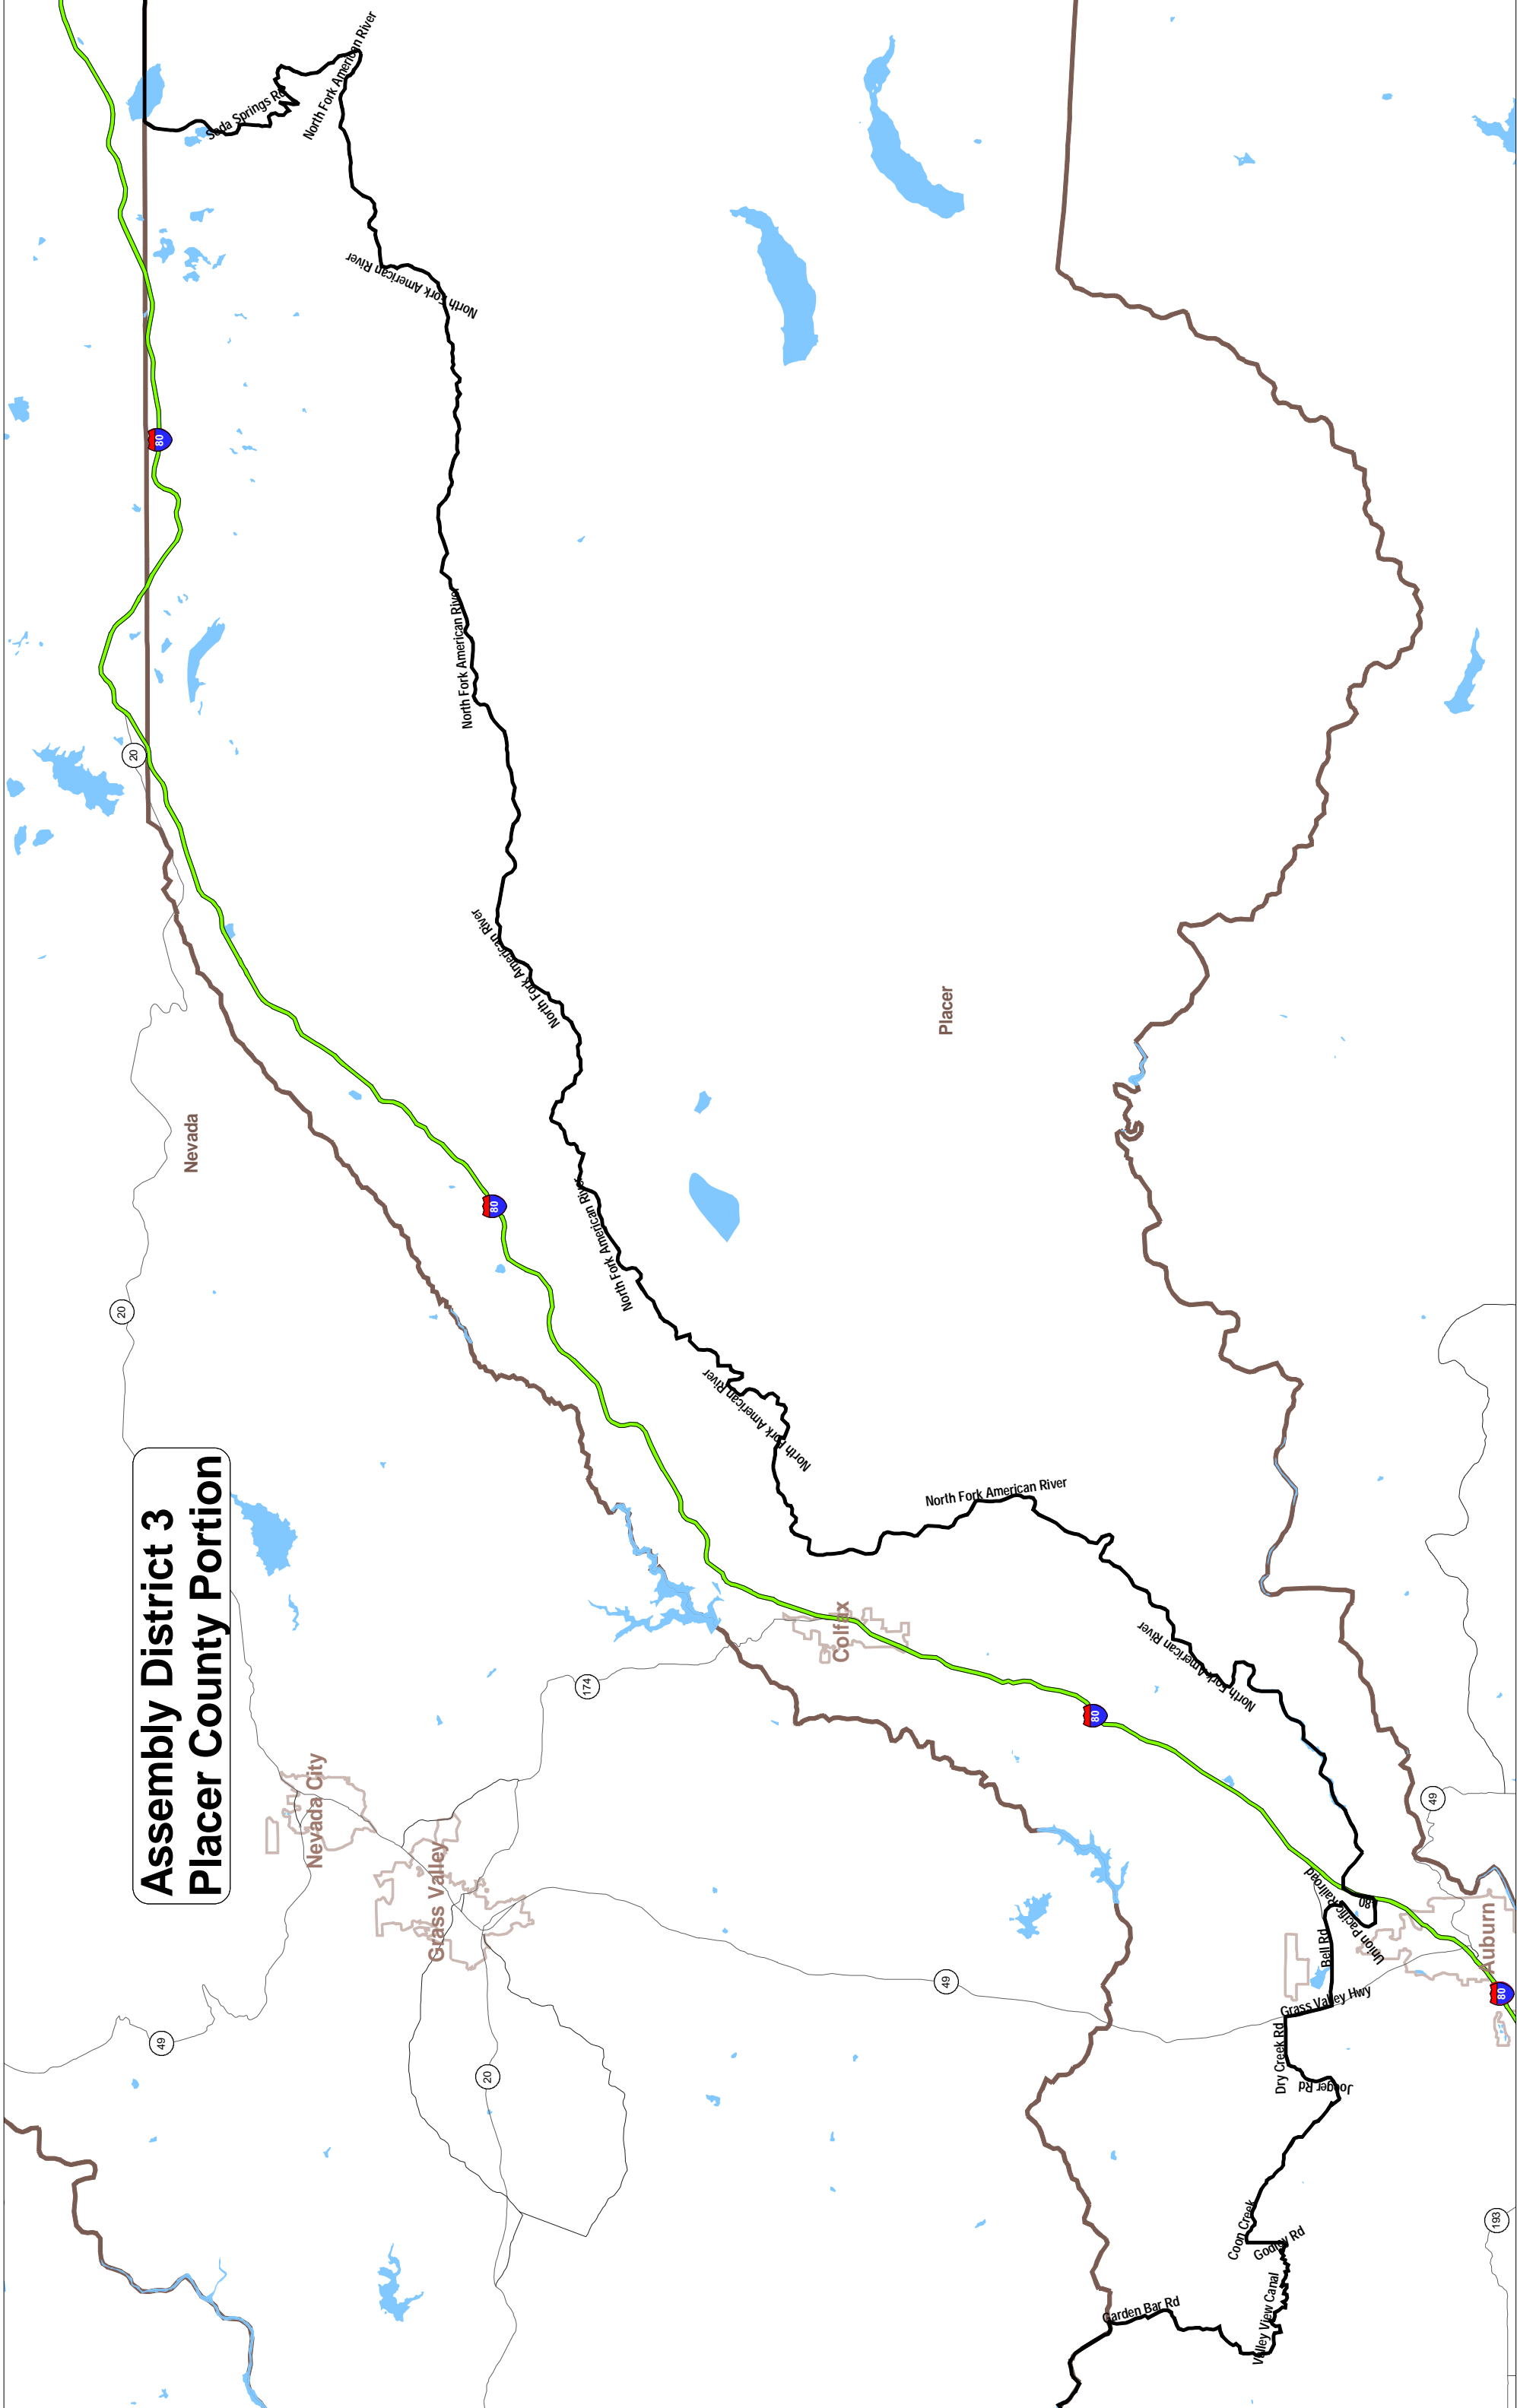 Assembly District 3
Placer County Portion
Soda Springs Rd
North Fork American River
North Fork American River
80
North Fork American River
20
North Fork American River
Placer
Nevada
80
20
North Fork American River
North Fork American River
North Fork American River
Colfax
174
North Fork American River
80
Nevada City
Grass Valley
49
80
Union Pacific Railroad
Bell Rd
Auburn
80
49
Grass Valley Hwy
49
Dry Creek Rd
Joeger Rd
20
Coon Creek
Godley Rd
193
Valley View Canal
Garden Bar Rd